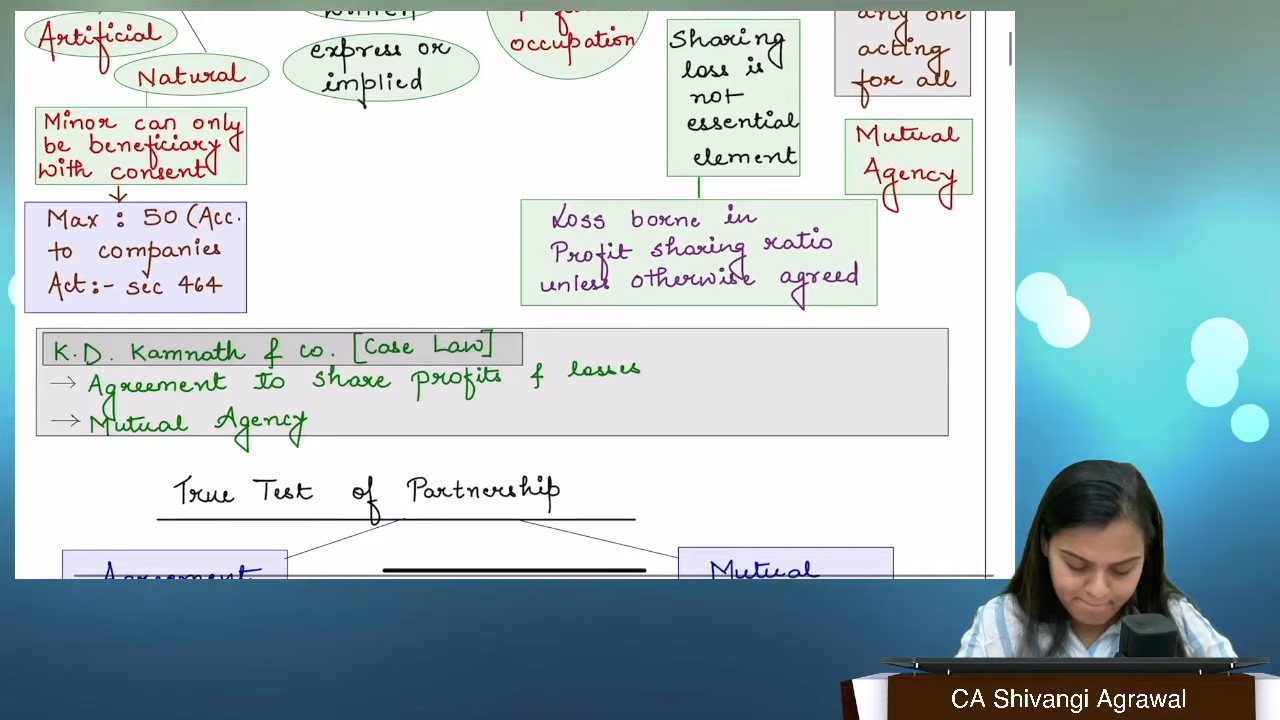 Artificial
Natural
Minor can only
be beneficiary
with consent
Max : 50 (Acc.
to companies
Act:- sec 464
express or
implied
occupation
Sharing
loss is
not
essential
element
any one
acting
for all
Mutual
Agency
Loss borne in
Profit sharing ratio
unless otherwise agreed
K.D. Kamnath & co. [Case Law]
→ Agreement to share profits & losses
→ Mutual Agency
True Test of Partnership
Agreement
Mutual
CA Shivangi Agrawal